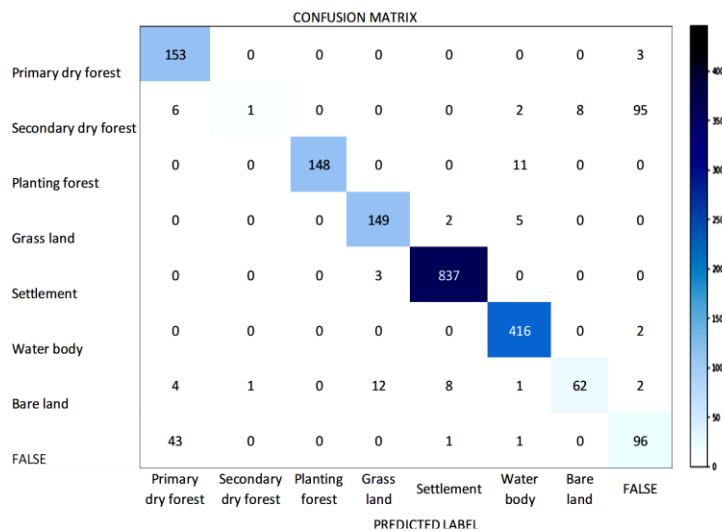 CONFUSION MATRIX
Primary dry forest 153 0 0 0 0 0 0 3
Secondary dry forest 6 1 0 0 0 2 8 95
Planting forest 0 0 148 0 0 11 0 0
Grass land 0 0 0 149 2 5 0 0
Settlement 0 0 0 3 837 0 0 0
Water body 0 0 0 0 0 416 0 2
Bare land 4 1 0 12 8 1 62 2
FALSE 43 0 0 0 1 1 0 96
Primary dry forest Secondary dry forest Planting forest Grass land Settlement Water body Bare land FALSE
PREDICTED LABEL
400
350
300
250
200
150
100
50
0